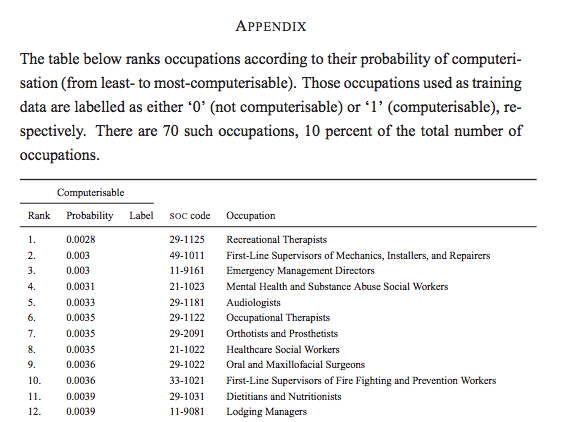 APPENDIX
The table below ranks occupations according to their probability of computeri-
sation (from least- to most-computerisable). Those occupations used as training
data are labelled as either ‘0’ (not computerisable) or ‘1’ (computerisable), re-
spectively. There are 70 such occupations, 10 percent of the total number of
occupations.
Computerisable
Rank Probability Label SOC code Occupation
1. 0.0028 29-1125 Recreational Therapists
2. 0.003 49-1011 First-Line Supervisors of Mechanics, Installers, and Repairers
3. 0.003 11-9161 Emergency Management Directors
4. 0.0031 21-1023 Mental Health and Substance Abuse Social Workers
5. 0.0033 29-1181 Audiologists
6. 0.0035 29-1122 Occupational Therapists
7. 0.0035 29-2091 Orthotists and Prosthetists
8. 0.0035 21-1022 Healthcare Social Workers
9. 0.0036 29-1022 Oral and Maxillofacial Surgeons
10. 0.0036 33-1021 First-Line Supervisors of Fire Fighting and Prevention Workers
11. 0.0039 29-1031 Dietitians and Nutritionists
12. 0.0039 11-9081 Lodging Managers